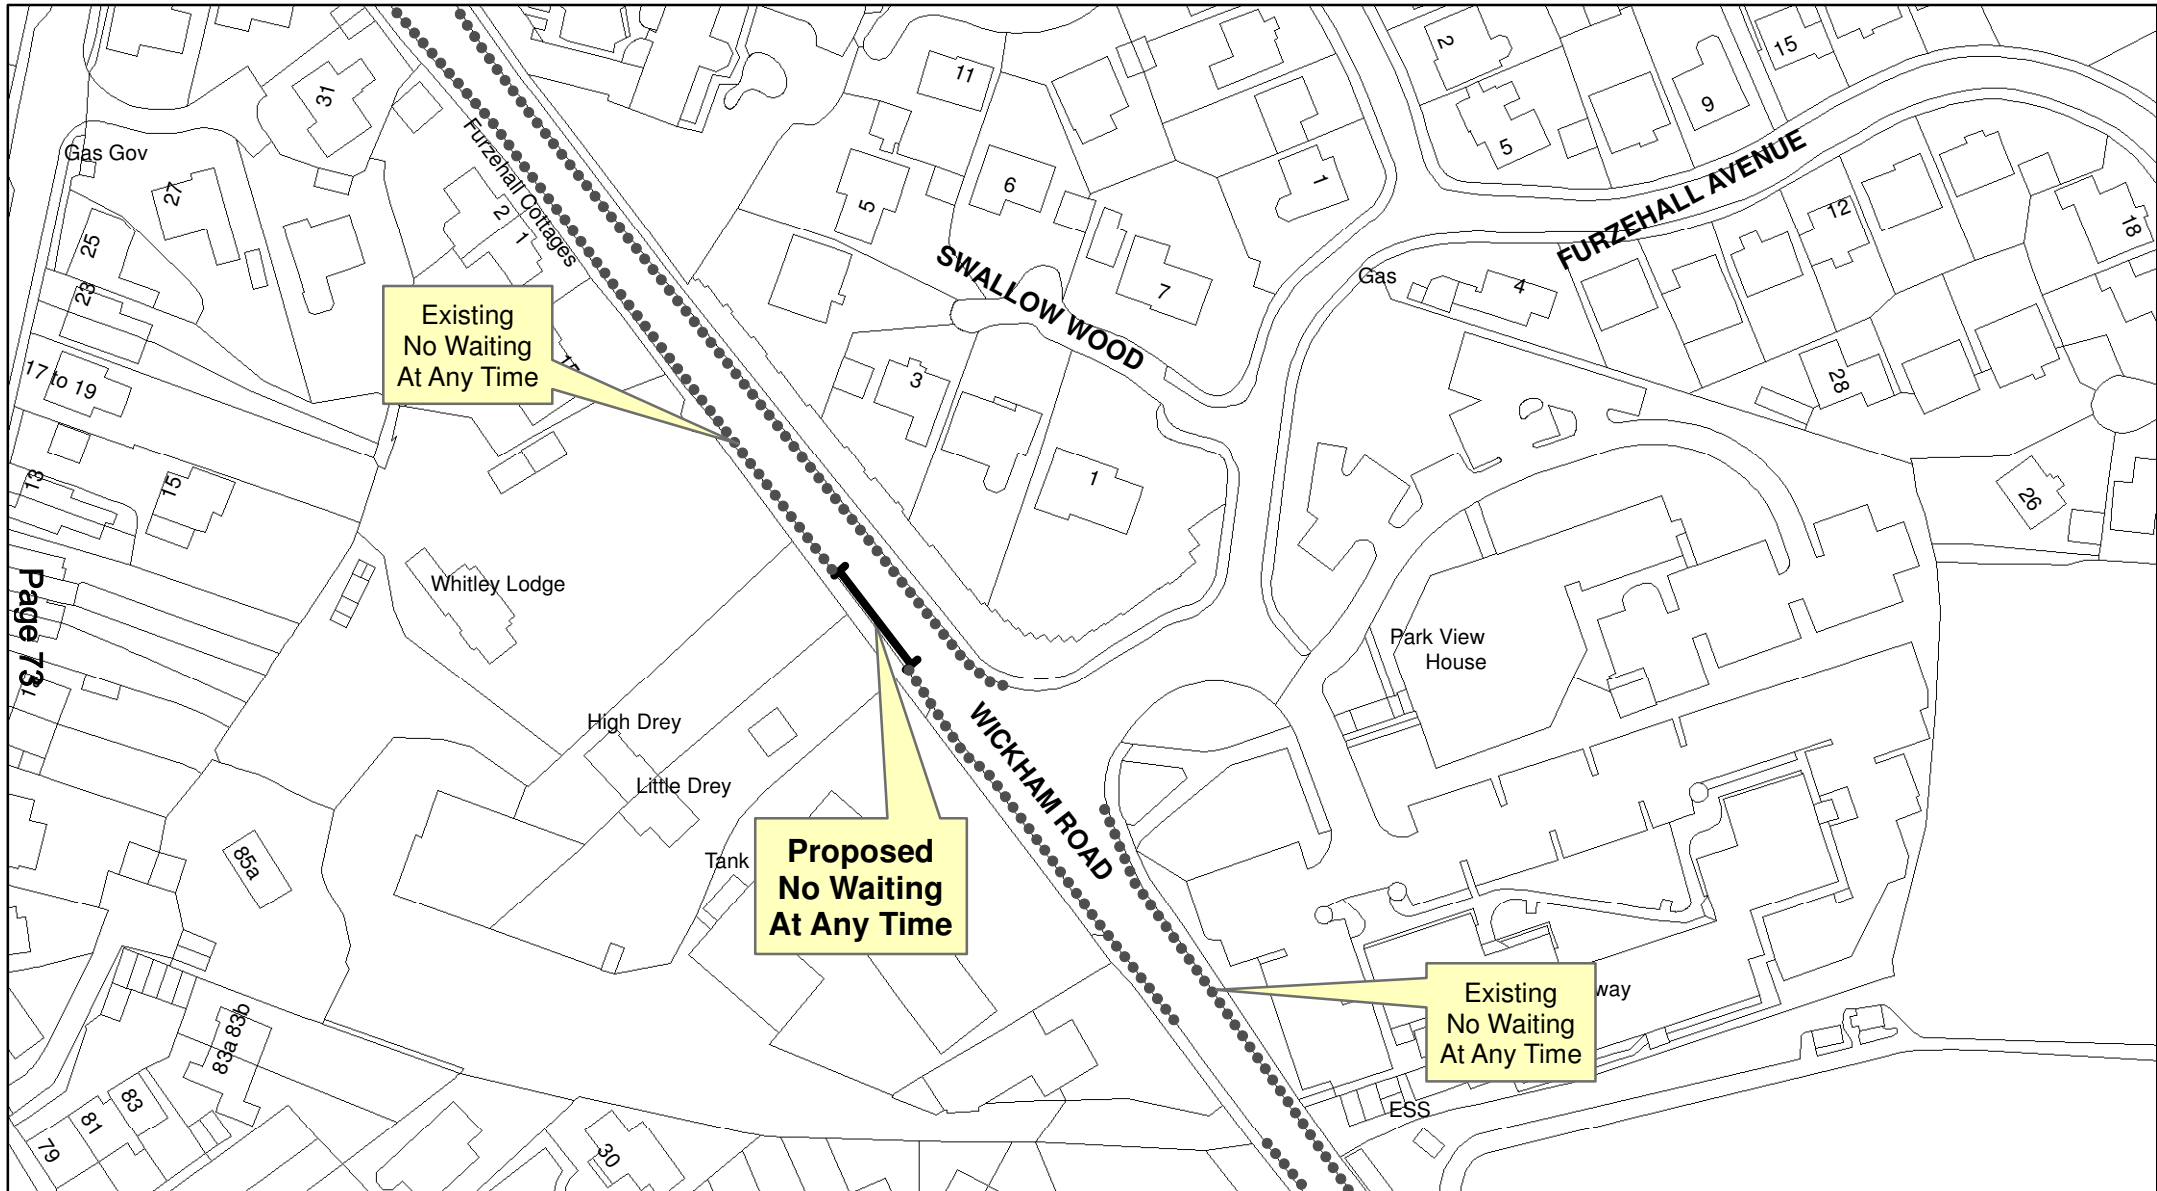 11
2
15
31
9
Furzehall Cottages
5
FURZEHALL AVENUE
Gas Gov
27
6
1
5
2
12
18
1
25
SWALLOW WOOD
Gas
7
4
23
Existing
No Waiting
At Any Time
17 to 19
3
28
13
15
1
26
Whitley Lodge
Page 73
Park View
House
High Drey
WICKHAM ROAD
Little Drey
85a
Tank
Proposed
No Waiting
At Any Time
Existing
No Waiting
At Any Time
way
83a 83b
83
81
79
30
ESS